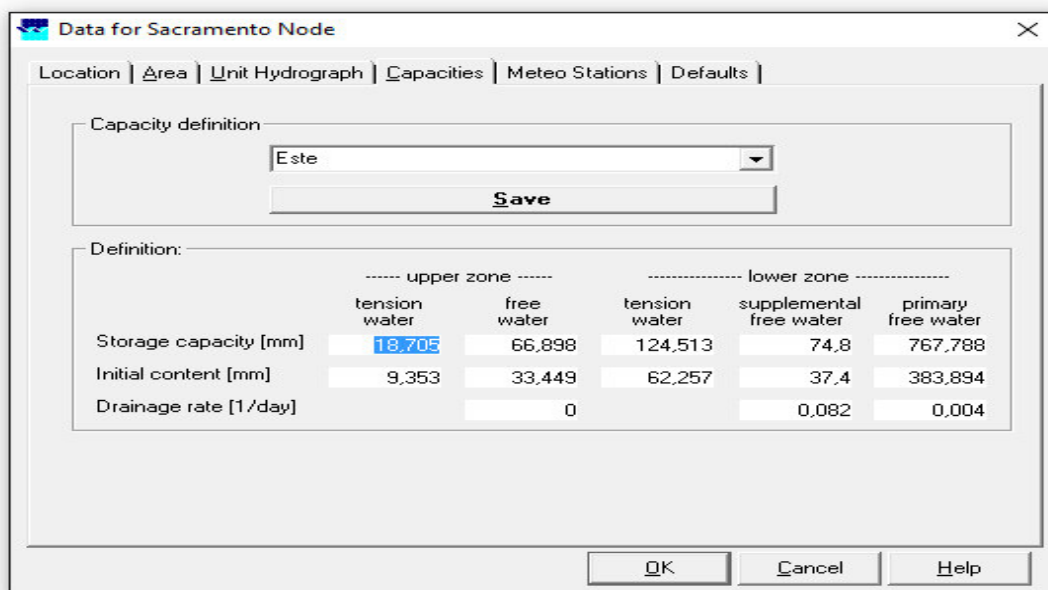 Data for Sacramento Node
Location | Area | Unit Hydrograph | Capacities | Meteo Stations | Defaults |
Capacity definition
Este
Save
Definition:
------ upper zone ------ --------------- lower zone ---------------
tension free tension supplemental primary
water water water free water free water
Storage capacity [mm] 18,705 66,898 124,513 74,8 767,788
Initial content [mm] 9,353 33,449 62,257 37,4 383,894
Drainage rate [1/day] 0 0,082 0,004
OK Cancel Help